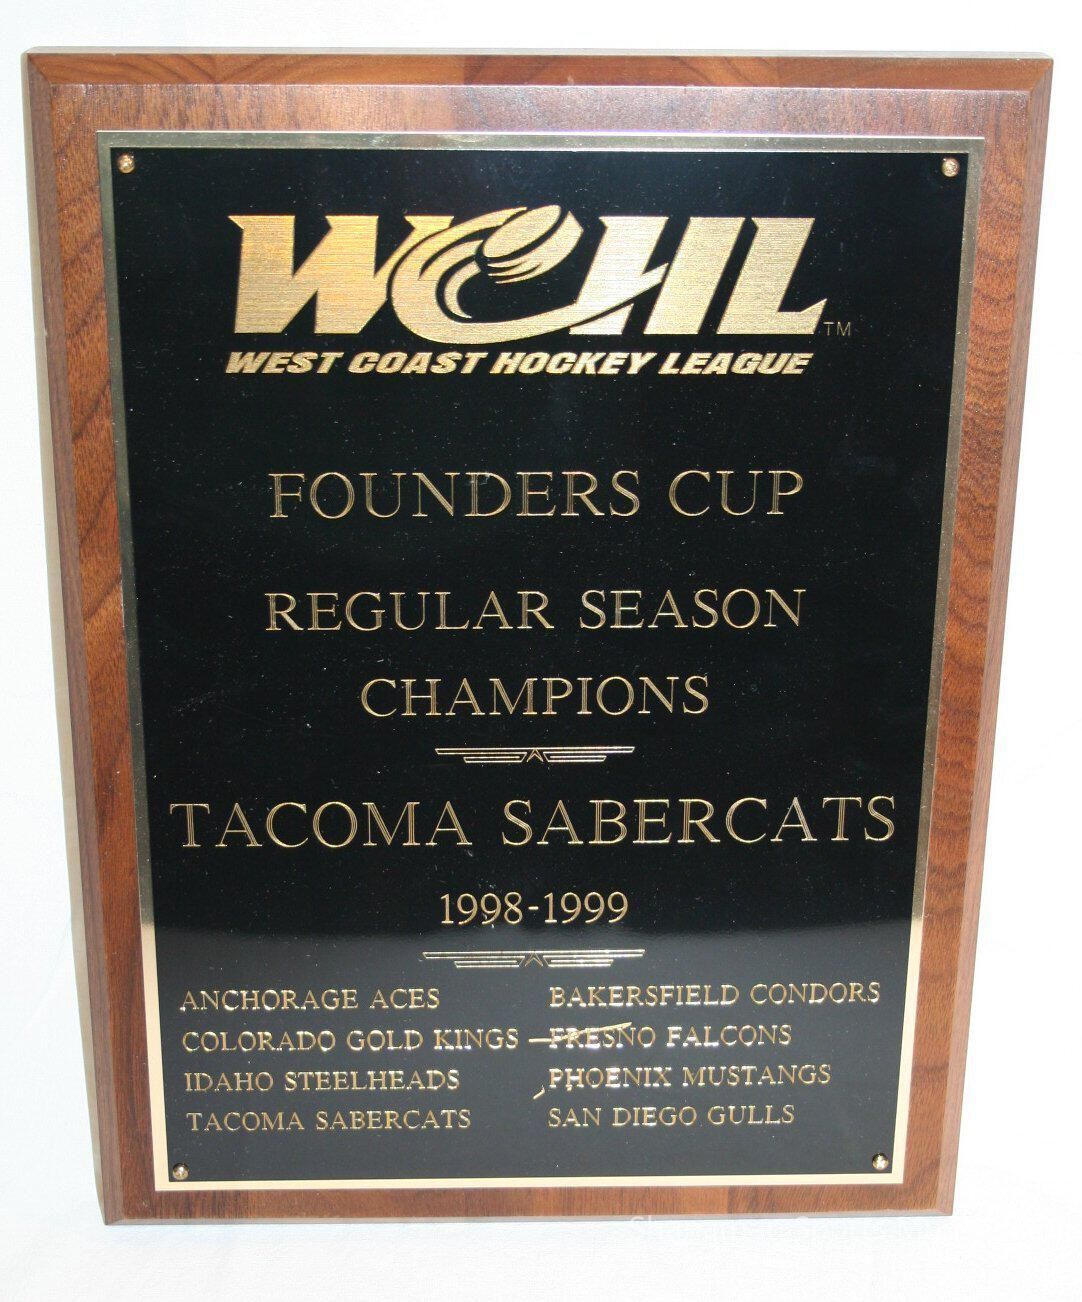 WCHL TM
WEST COAST HOCKEY LEAGUE
FOUNDERS CUP
REGULAR SEASON
CHAMPIONS
TACOMA SABERCATS
1998-1999
ANCHORAGE ACES
COLORADO GOLD KINGS
IDAHO STEELHEADS
TACOMA SABERCATS
BAKERSFIELD CONDORS
FRESNO FALCONS
PHOENIX MUSTANGS
SAN DIEGO GULLS